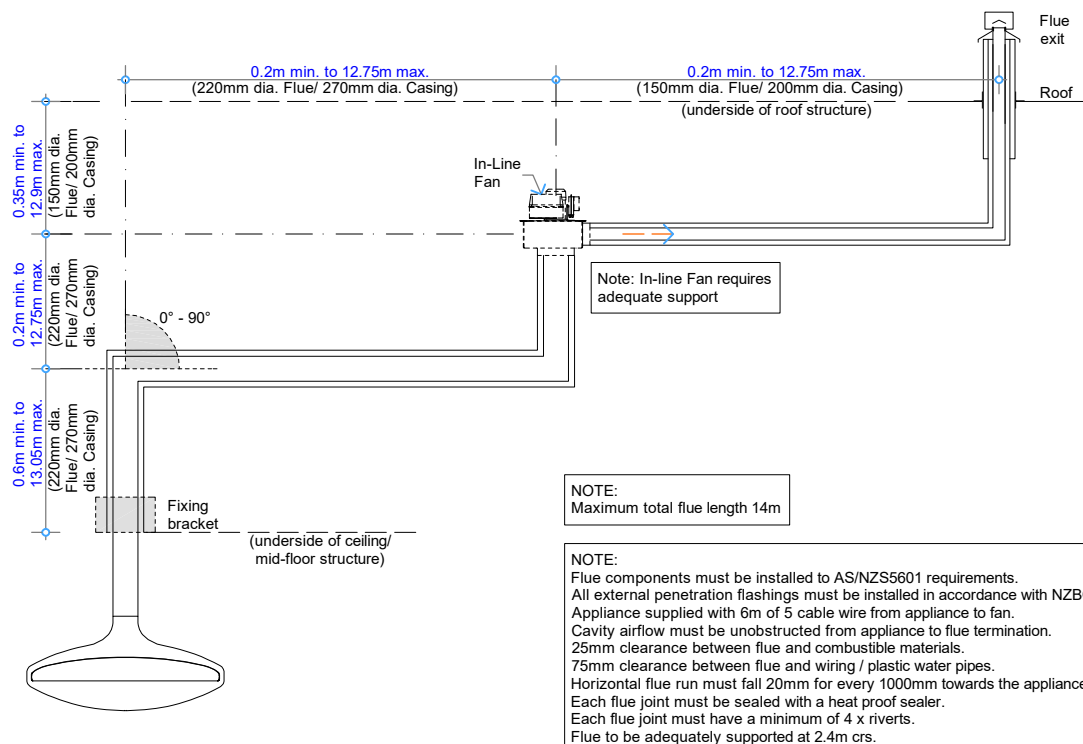 Flue
exit
0.2m min. to 12.75m max.
(220mm dia. Flue/ 270mm dia. Casing)
0.2m min. to 12.75m max.
(150mm dia. Flue/ 200mm dia. Casing)
(underside of roof structure)
Roof
0.35m min. to
12.9m max.
(150mm dia.
Flue/ 200mm
dia. Casing)
In-Line
Fan
0.2m min. to
12.75m max.
(220mm dia.
Flue/ 270mm
dia. Casing)
Note: In-line Fan requires
adequate support
0° - 90°
0.6m min. to
13.05m max.
(220mm dia.
Flue/ 270mm
dia. Casing)
Fixing
bracket
(underside of ceiling/
mid-floor structure)
NOTE:
Maximum total flue length 14m
NOTE:
Flue components must be installed to AS/NZS5601 requirements.
All external penetration flashings must be installed in accordance with NZB
Appliance supplied with 6m of 5 cable wire from appliance to fan.
Cavity airflow must be unobstructed from appliance to flue termination.
25mm clearance between flue and combustible materials.
75mm clearance between flue and wiring / plastic water pipes.
Horizontal flue run must fall 20mm for every 1000mm towards the appliance
Each flue joint must be sealed with a heat proof sealer.
Each flue joint must have a minimum of 4 x riverts.
Flue to be adequately supported at 2.4m crs.